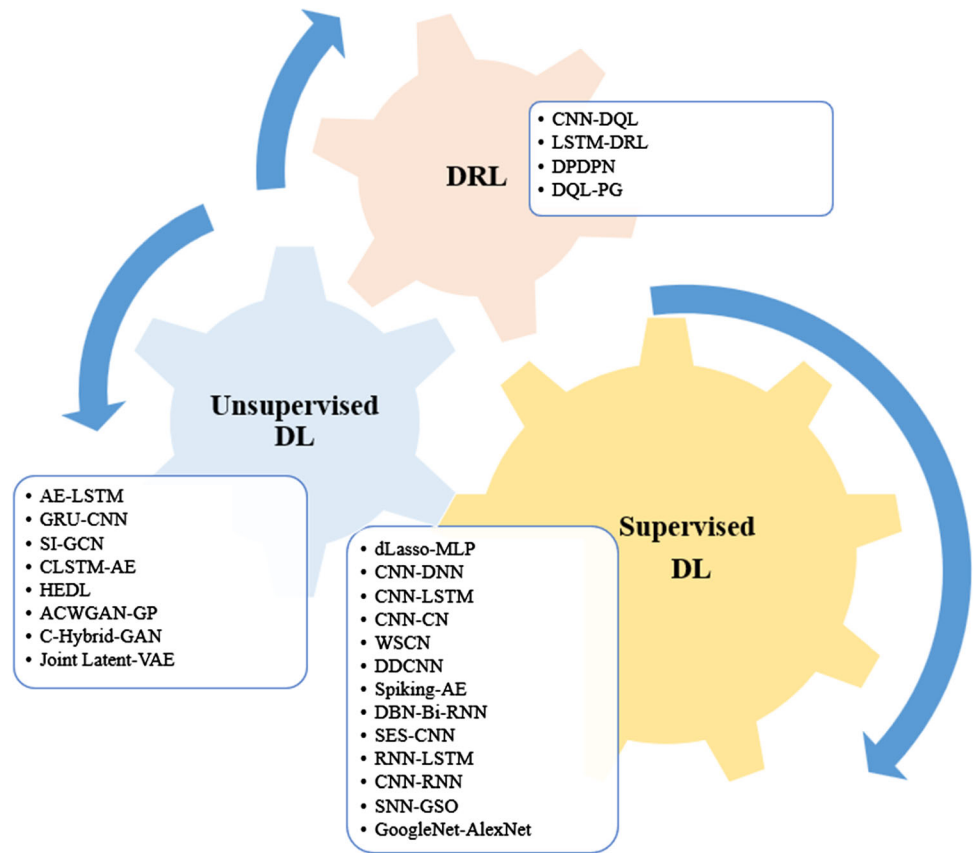 DRL
• CNN-DQL
• LSTM-DRL
• DPDPN
• DQL-PG
Unsupervised
DL
• AE-LSTM
• GRU-CNN
• SI-GCN
• CLSTM-AE
• HEDL
• ACWGAN-GP
• C-Hybrid-GAN
• Joint Latent-VAE
Supervised
DL
• dLasso-MLP
• CNN-DNN
• CNN-LSTM
• CNN-CN
• WSCN
• DDCNN
• Spiking-AE
• DBN-Bi-RNN
• SES-CNN
• RNN-LSTM
• CNN-RNN
• SNN-GSO
• GoogleNet-AlexNet